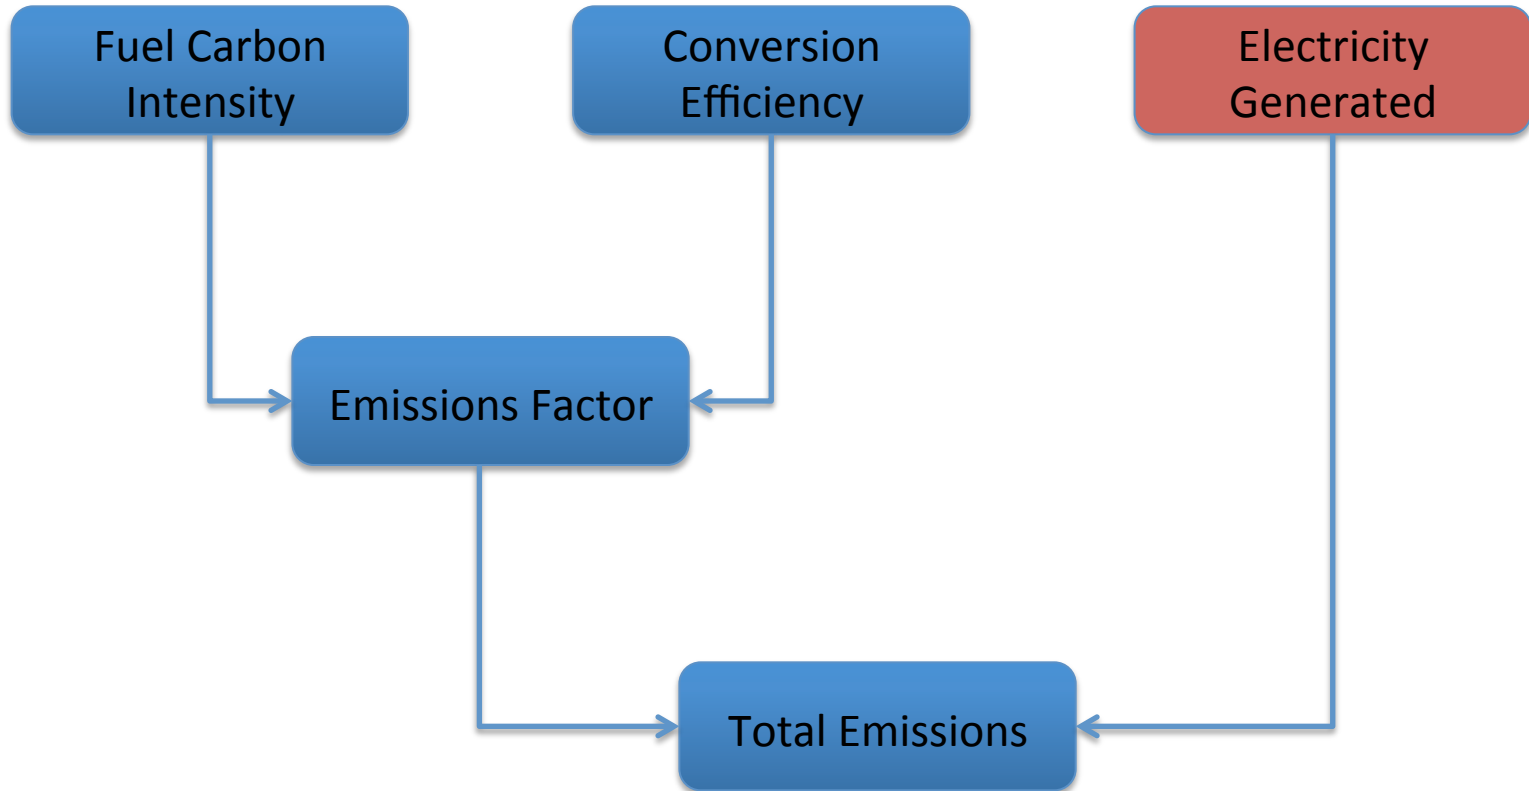 Fuel Carbon
Intensity
Conversion
Efficiency
Electricity
Generated
Emissions Factor
Total Emissions